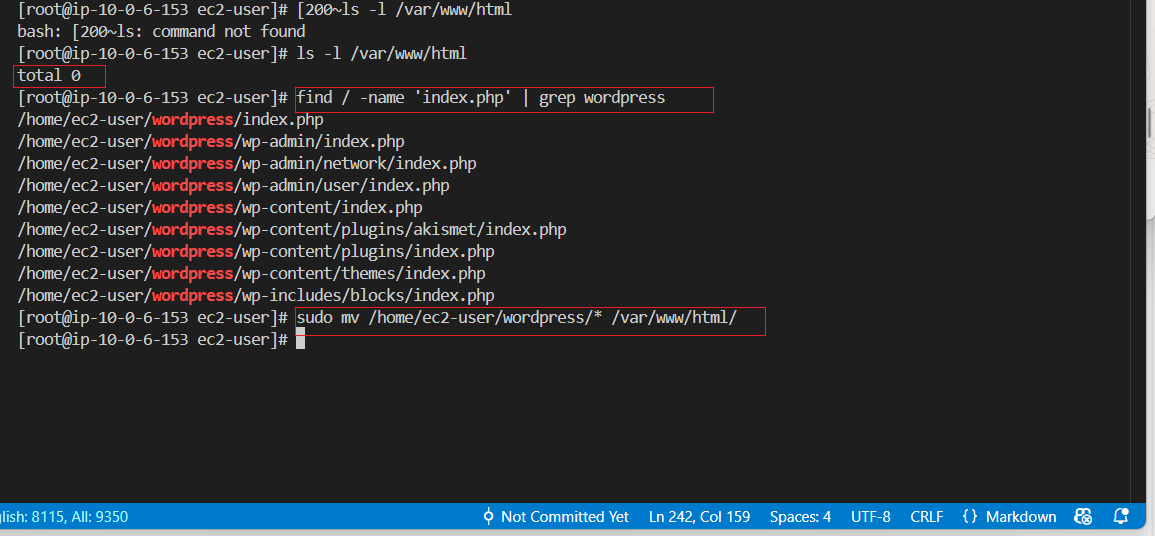 [root@ip-10-0-6-153 ec2-user]# [200~ls -l /var/www/html
bash: [200~ls: command not found
[root@ip-10-0-6-153 ec2-user]# ls -l /var/www/html
total 0
[root@ip-10-0-6-153 ec2-user]# find / -name 'index.php' | grep wordpress
/home/ec2-user/wordpress/index.php
/home/ec2-user/wordpress/wp-admin/index.php
/home/ec2-user/wordpress/wp-admin/network/index.php
/home/ec2-user/wordpress/wp-admin/user/index.php
/home/ec2-user/wordpress/wp-content/index.php
/home/ec2-user/wordpress/wp-content/plugins/akismet/index.php
/home/ec2-user/wordpress/wp-content/plugins/index.php
/home/ec2-user/wordpress/wp-content/themes/index.php
/home/ec2-user/wordpress/wp-includes/blocks/index.php
[root@ip-10-0-6-153 ec2-user]# sudo mv /home/ec2-user/wordpress/* /var/www/html/
[root@ip-10-0-6-153 ec2-user]#
glish: 8115, All: 9350 Not Committed Yet Ln 242, Col 159 Spaces: 4 UTF-8 CRLF {} Markdown